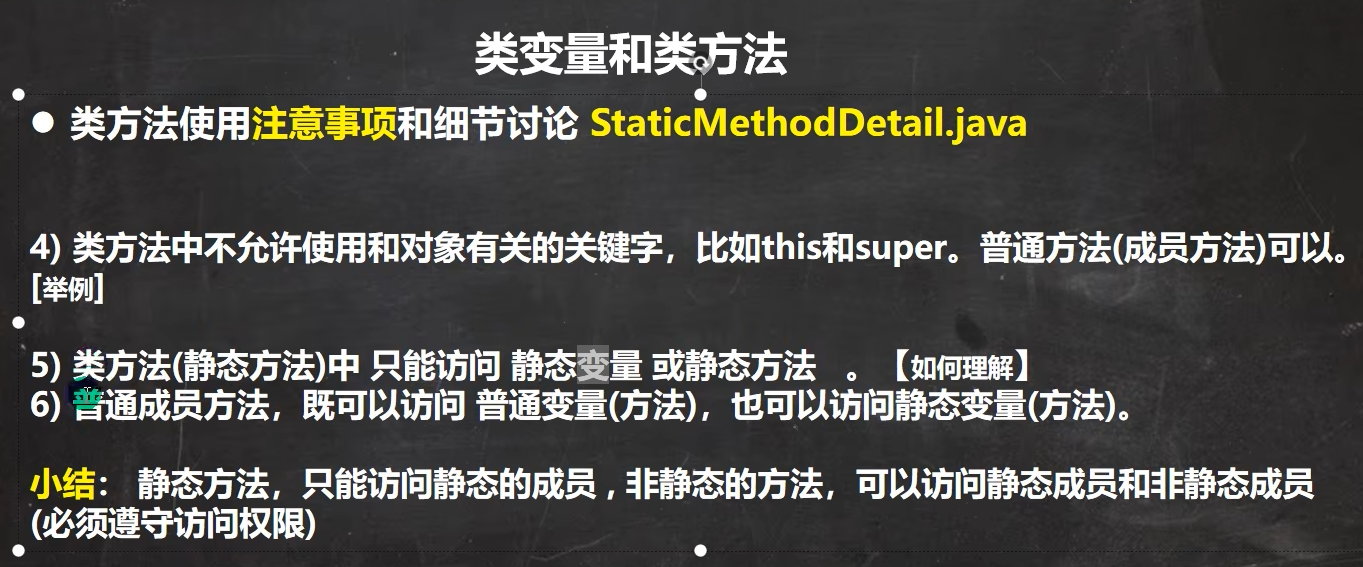 类变量和类方法
● 类方法使用注意事项和细节讨论 StaticMethodDetail.java
4) 类方法中不允许使用和对象有关的关键字，比如this和super。普通方法(成员方法)可以。
[举例]
5) 类方法(静态方法)中 只能访问 静态变量 或静态方法 。【如何理解】
6) 普通成员方法，既可以访问 普通变量(方法)，也可以访问静态变量(方法)。
小结： 静态方法，只能访问静态的成员 , 非静态的方法，可以访问静态成员和非静态成员
(必须遵守访问权限)